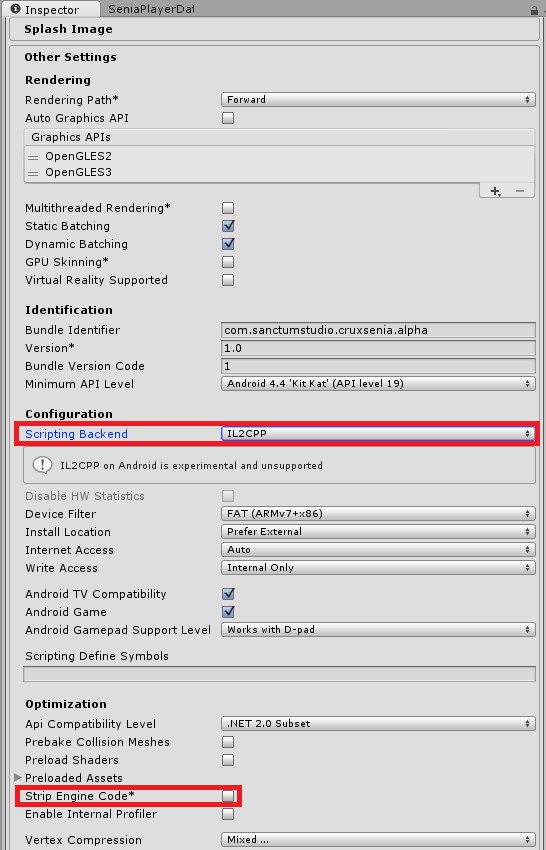 Inspector SeniaPlayerDat
Splash Image
Other Settings
Rendering
Rendering Path* Forward
Auto Graphics API
Graphics APIs
OpenGLES2
OpenGLES3
Multithreaded Rendering*
Static Batching
Dynamic Batching
GPU Skinning*
Virtual Reality Supported
Identification
Bundle Identifier com.sanctumstudio.cruxsenia.alpha
Version* 1.0
Bundle Version Code 1
Minimum API Level Android 4.4 'Kit Kat' (API level 19)
Configuration
Scripting Backend IL2CPP
IL2CPP on Android is experimental and unsupported
Disable HW Statistics
Device Filter FAT (ARMv7+x86)
Install Location Prefer External
Internet Access Auto
Write Access Internal Only
Android TV Compatibility
Android Game
Android Gamepad Support Level Works with D-pad
Scripting Define Symbols
Optimization
Api Compatibility Level .NET 2.0 Subset
Prebake Collision Meshes
Preload Shaders
Preloaded Assets
Strip Engine Code*
Enable Internal Profiler
Vertex Compression Mixed ...